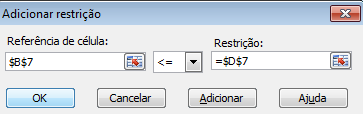 Adicionar restrição
Referência de célula: Restrição:
$B$7 <= =$D$7
OK Cancelar Adicionar Ajuda